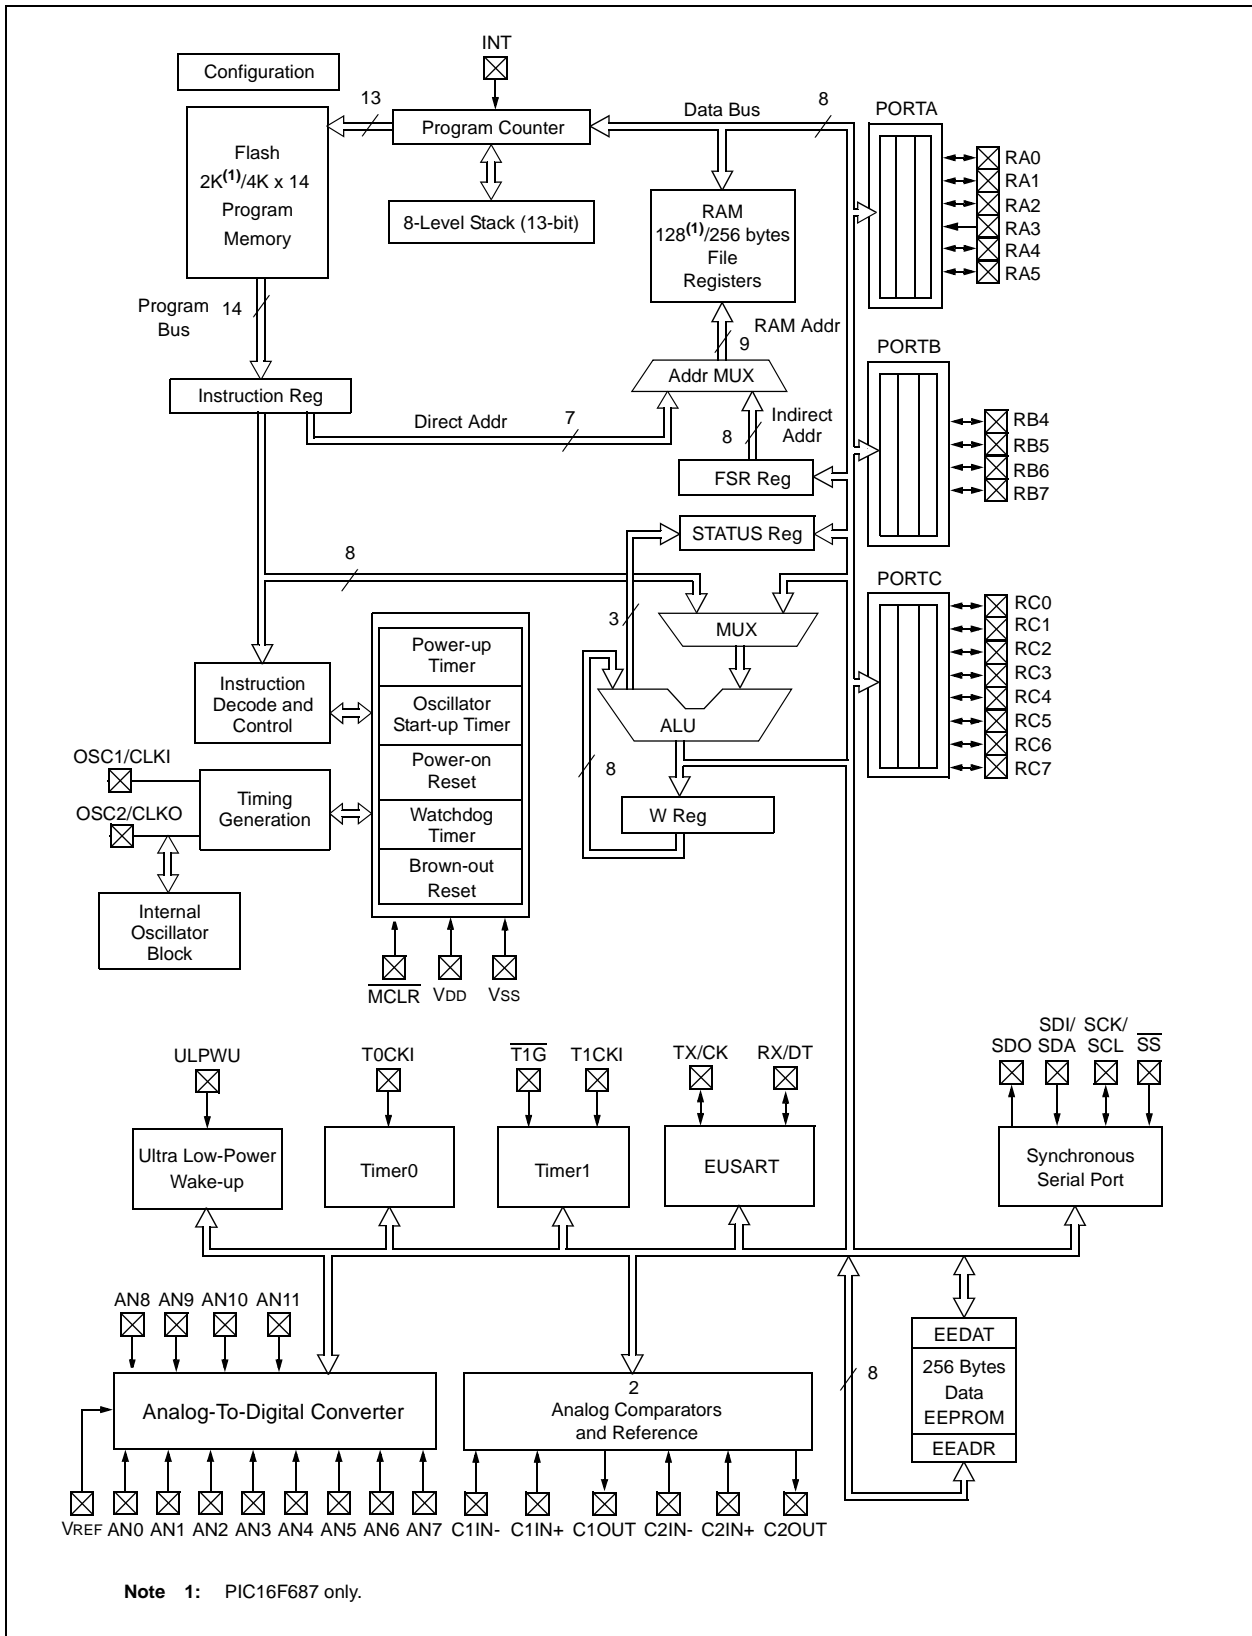 INT
Configuration
13
Data Bus
8
PORTA
Program Counter
Flash
2K(1)/4K x 14
Program
Memory
8-Level Stack (13-bit)
RAM
128(1)/256 bytes
File
Registers
RA0
RA1
RA2
RA3
RA4
RA5
Program
Bus
14
RAM Addr
9
PORTB
Addr MUX
Instruction Reg
Direct Addr
7
8
Indirect
Addr
FSR Reg
RB4
RB5
RB6
RB7
STATUS Reg
8
PORTC
3
MUX
RC0
RC1
RC2
RC3
RC4
RC5
RC6
RC7
Power-up
Timer
Oscillator
Start-up Timer
Power-on
Reset
Watchdog
Timer
Brown-out
Reset
Instruction
Decode and
Control
ALU
8
W Reg
OSC1/CLKI
OSC2/CLKO
Timing
Generation
Internal
Oscillator
Block
MCLR
VDD
VSS
ULPWU
T0CKI
T1G
T1CKI
TX/CK
RX/DT
SDO
SDI/
SDA
SCK/
SCL
SS
Ultra Low-Power
Wake-up
Timer0
Timer1
EUSART
Synchronous
Serial Port
AN8
AN9
AN10
AN11
Analog-To-Digital Converter
2
Analog Comparators
and Reference
8
EEDAT
256 Bytes
Data
EEPROM
EEADR
VREF
AN0
AN1
AN2
AN3
AN4
AN5
AN6
AN7
C1IN-
C1IN+
C1OUT
C2IN-
C2IN+
C2OUT
Note 1: PIC16F687 only.